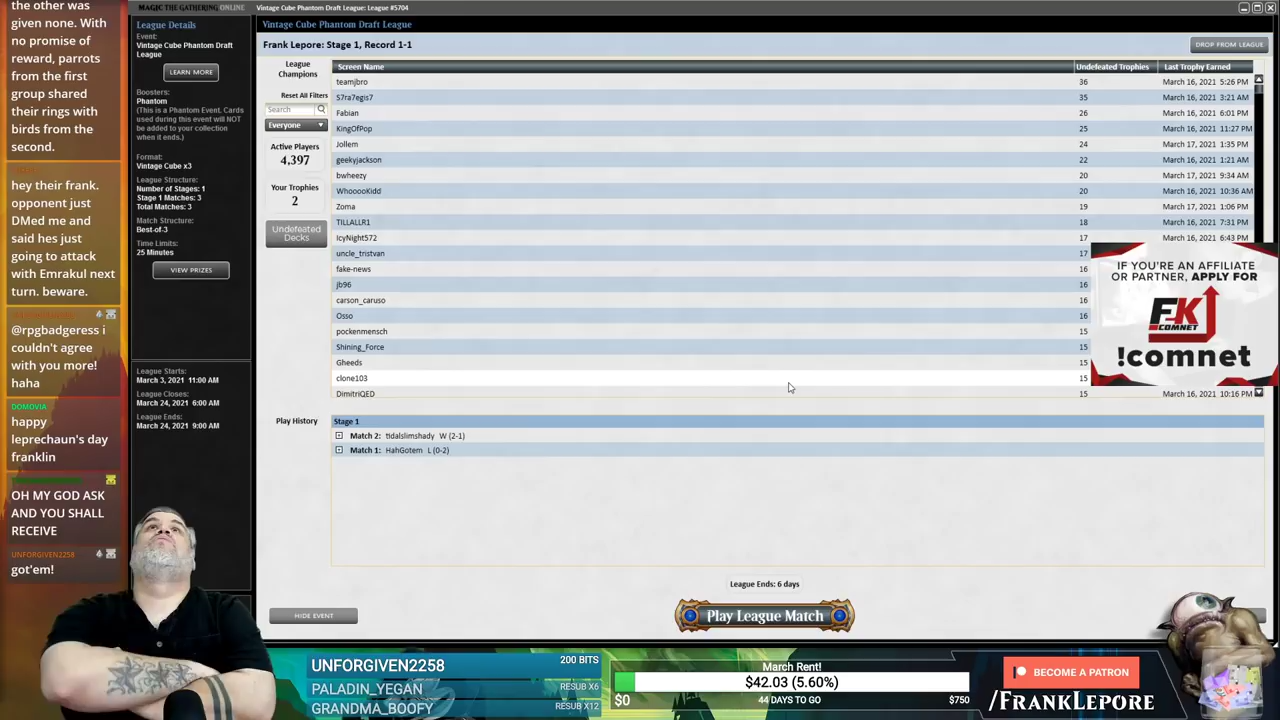 the other was
given none. With
no promise of
reward, parrots
from the first
group shared
their rings with
birds from the
second.
hey their frank.
opponent just
DMed me and
said hes just
going to attack
with Emrakul next
turn. beware.
@rpgbadgeress i
couldn't agree
with you more!
haha
DOMOVIA
happy
leprechaun's day
franklin
OH MY GOD ASK
AND YOU SHALL
RECEIVE
UNFORGIVEN2258
got'em!
MAGIC THE GATHERING ONLINE
Vintage Cube Phantom Draft League: League #5704
League Details
Event:
Vintage Cube Phantom Draft
League
LEARN MORE
Boosters:
Phantom
(This is a Phantom Event. Cards
used during this event will NOT
be added to your collection
when it ends.)
Format:
Vintage Cube x3
League Structure:
Number of Stages: 1
Stage 1 Matches: 3
Total Matches: 3
Match Structure:
Best-of-3
Time Limits:
25 Minutes
VIEW PRIZES
League Starts:
March 3, 2021 11:00 AM
League Closes:
March 24, 2021 6:00 AM
League Ends:
March 24, 2021 9:00 AM
Vintage Cube Phantom Draft League
Frank Lepore: Stage 1, Record 1-1
DROP FROM LEAGUE
League
Champions
Reset All Filters
Search
Everyone
Active Players
4,397
Your Trophies
2
Undefeated
Decks
Screen Name Undefeated Trophies Last Trophy Earned
teamjbro 36 March 16, 2021 5:26 PM
S7ra7egis7 35 March 16, 2021 3:21 AM
Fabian 26 March 16, 2021 6:01 PM
KingOfPop 25 March 16, 2021 11:27 PM
Jollem 24 March 17, 2021 1:35 PM
geekyjackson 22 March 16, 2021 1:21 AM
bwheezy 20 March 17, 2021 9:34 AM
WhooooKidd 20 March 16, 2021 10:36 AM
Zoma 19 March 17, 2021 1:06 PM
TILLALLR1 18 March 16, 2021 7:31 PM
IcyNight572 17 March 16, 2021 6:43 PM
uncle_tristvan 17
fake-news 16
jb96 16
carson_caruso 16
Osso 16
pockenmensch 15
Shining_Force 15
Gheeds 15
clone103 15
DimitriQED 15 March 16, 2021 10:16 PM
IF YOU'RE AN AFFILIATE
OR PARTNER, APPLY FOR
F2K
COMNET
!comnet
Play History
Stage 1
Match 2: tidalslimshady W (2-1)
Match 1: HahGotem L (0-2)
League Ends: 6 days
HIDE EVENT
Play League Match
UNFORGIVEN2258 200 BITS
PALADIN_YEGAN RESUB X6
GRANDMA_BOOFY RESUB X12
March Rent!
$42.03 (5.60%)
$0 44 DAYS TO GO $750
BECOME A PATRON
/FRANKLEPORE